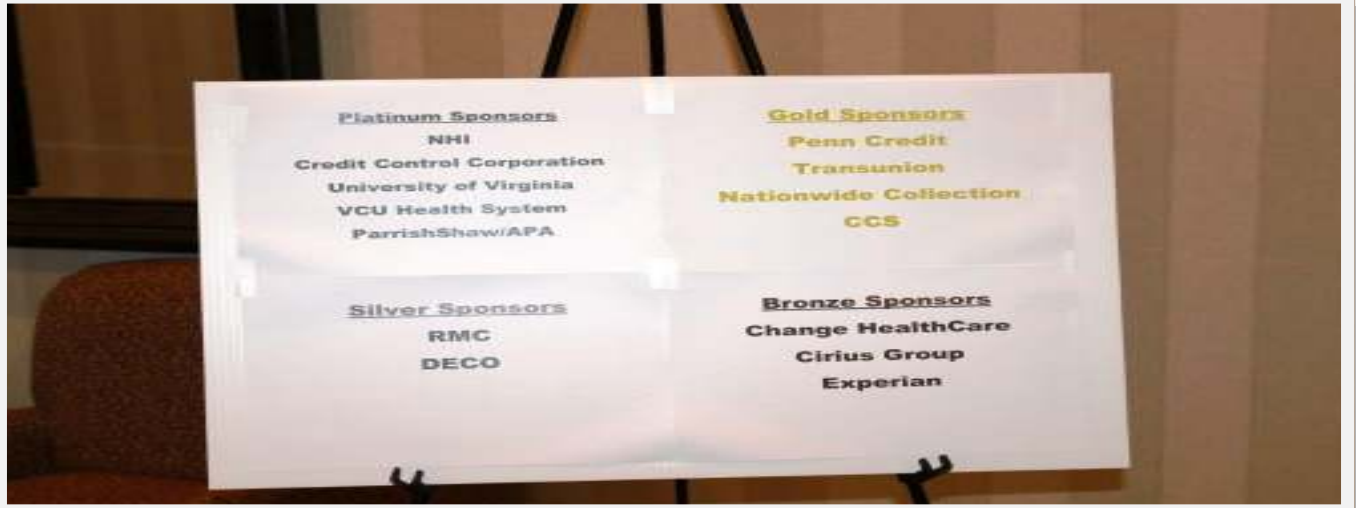 Platinum Sponsors
NHI
Credit Control Corporation
University of Virginia
VCU Health System
ParrishShaw/APA
Gold Sponsors
Penn Credit
Transunion
Nationwide Collection
CCS
Silver Sponsors
RMC
DECO
Bronze Sponsors
Change HealthCare
Cirius Group
Experian